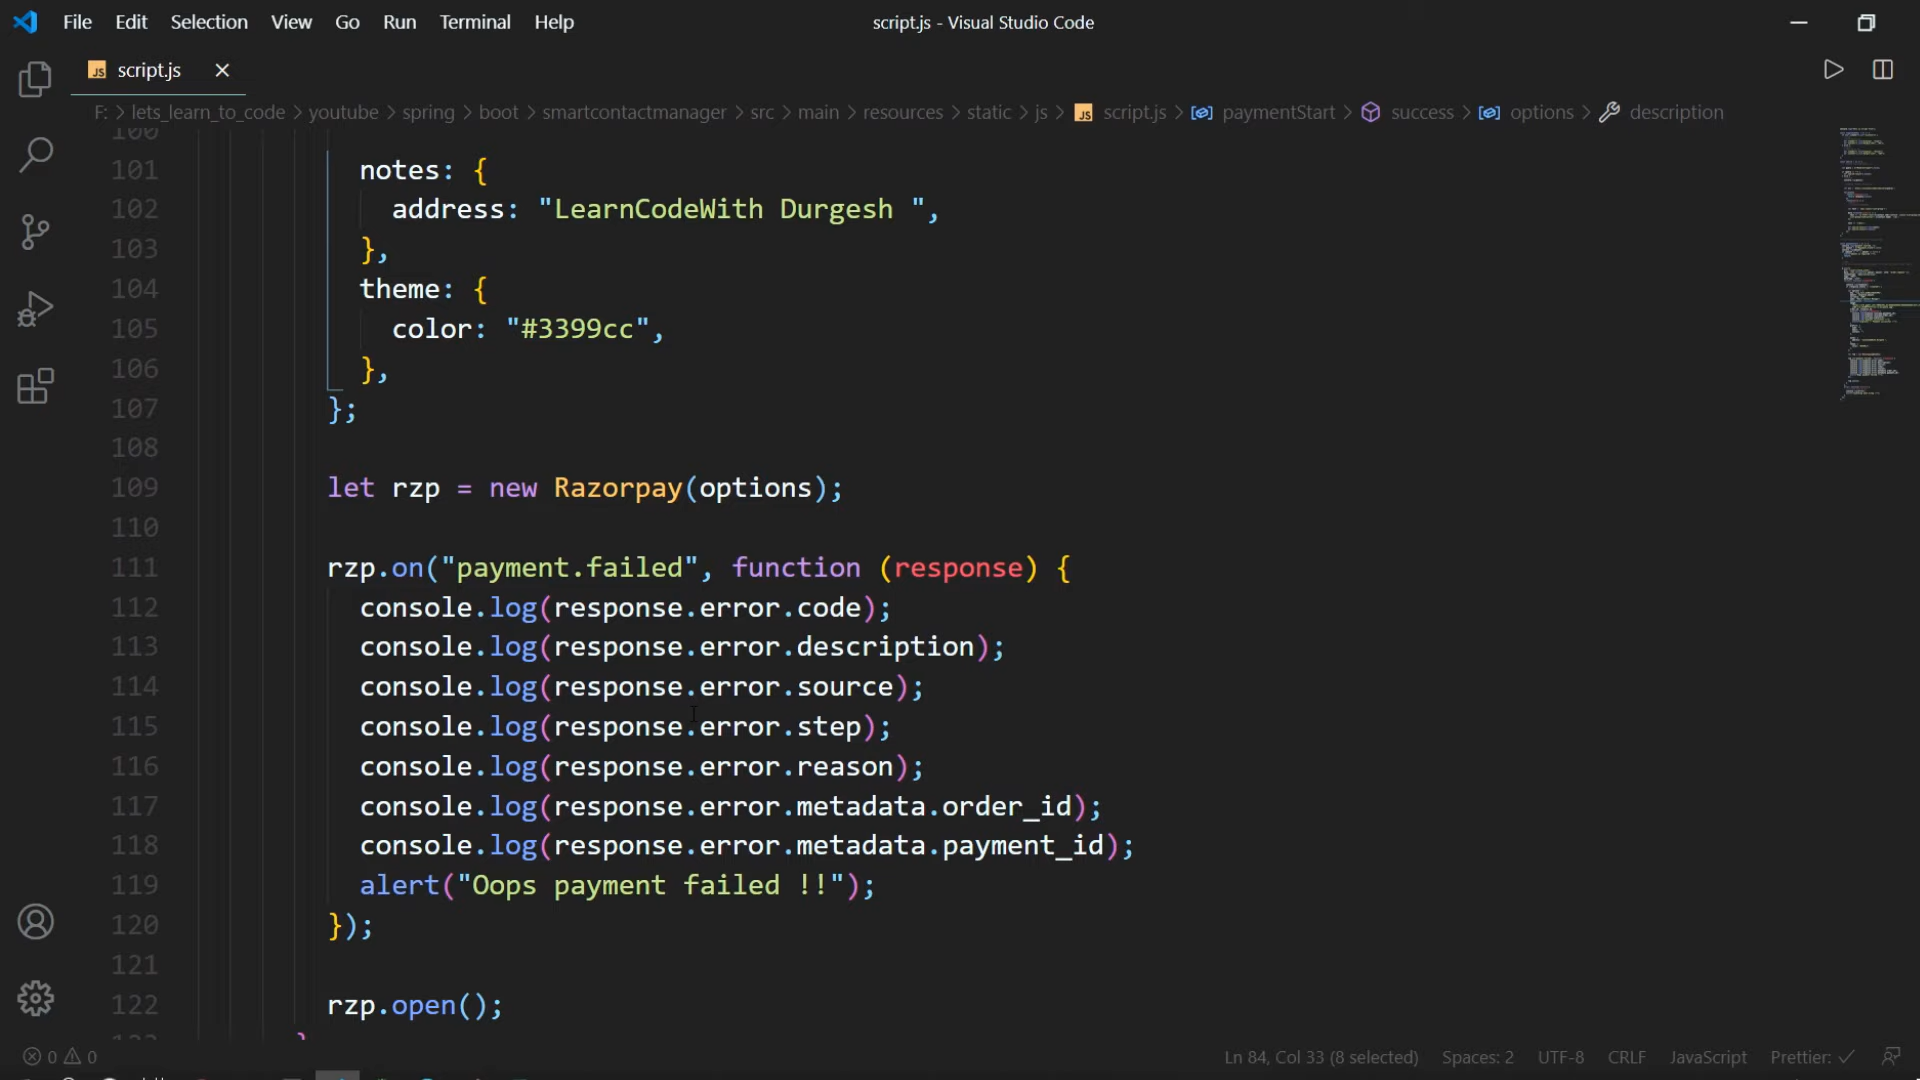 File Edit Selection View Go Run Terminal Help script.js - Visual Studio Code
JS script.js
F: > lets_learn_to_code > youtube > spring > boot > smartcontactmanager > src > main > resources > static > js > JS script.js > paymentStart > success > options > description
100
101 notes: {
102 address: "LearnCodeWith Durgesh ",
103 },
104 theme: {
105 color: "#3399cc",
106 },
107 };
108
109 let rzp = new Razorpay(options);
110
111 rzp.on("payment.failed", function (response) {
112 console.log(response.error.code);
113 console.log(response.error.description);
114 console.log(response.error.source);
115 console.log(response.error.step);
116 console.log(response.error.reason);
117 console.log(response.error.metadata.order_id);
118 console.log(response.error.metadata.payment_id);
119 alert("Oops payment failed !!");
120 });
121
122 rzp.open();
0 0 Ln 84, Col 33 (8 selected) Spaces: 2 UTF-8 CRLF JavaScript Prettier: ✓